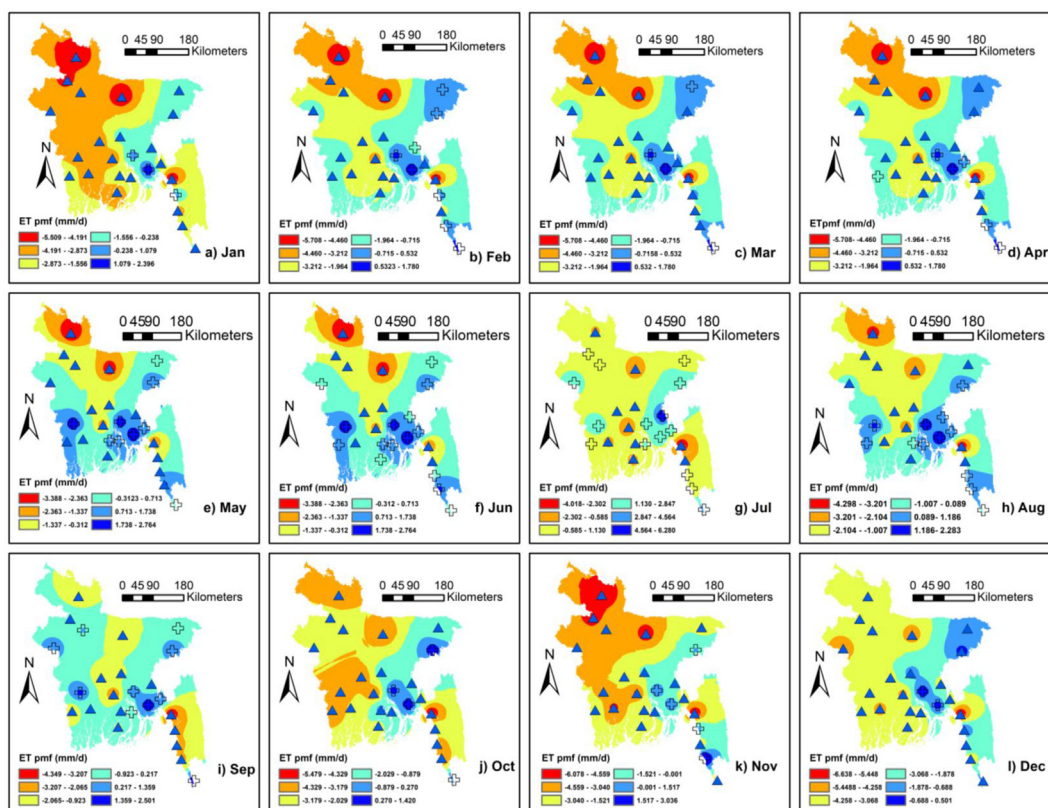 0 45 90 180
Kilometers
N
ET pmf (mm/d)
-5.509 - -4.191 -1.556 - -0.238
-4.191 - -2.873 -0.238 - 1.079
-2.873 - -1.556 1.079 - 2.396
a) Jan
0 45 90 180
Kilometers
N
ET pmf (mm/d)
-5.708 - -4.460 -1.964 - -0.715
-4.460 - -3.212 -0.715 - 0.532
-3.212 - -1.964 0.5323 - 1.780
b) Feb
0 45 90 180
Kilometers
N
ET pmf (mm/d)
-5.708 - -4.460 -1.964 - -0.715
-4.460 - -3.212 -0.7158 - 0.532
-3.212 - -1.964 0.532 - 1.780
c) Mar
0 45 90 180
Kilometers
N
ETpmf (mm/d)
-5.708 - -4.460 -1.964 - -0.715
-4.460 - -3.212 -0.715 - 0.532
-3.212 - -1.964 0.532 - 1.780
d) Apr
0 4590 180
Kilometers
N
ET pmf (mm/d)
-3.388 - -2.363 -0.3123 - 0.713
-2.363 - -1.337 0.713 - 1.738
-1.337 - -0.312 1.738 - 2.764
e) May
0 4590 180
Kilometers
N
ET pmf (mm/d)
-3.388 - -2.363 -0.312 - 0.713
-2.363 - -1.337 0.713 - 1.738
-1.337 - -0.312 1.738 - 2.764
f) Jun
0 4590 180
Kilometers
N
ET pmf (mm/d)
-4.018 - -2.302 1.130 - 2.847
-2.302 - -0.585 2.847 - 4.564
-0.585 - 1.130 4.564 - 6.280
g) Jul
0 4590 180
Kilometers
N
ET pmf (mm/d)
-4.298 - -3.201 -1.007 - 0.089
-3.201 - -2.104 0.089 - 1.186
-2.104 - -1.007 1.186 - 2.283
h) Aug
0 45 90 180
Kilometers
N
ET pmf (mm/d)
-4.349 - -3.207 -0.923 - 0.217
-3.207 - -2.065 0.217 - 1.359
-2.065 - -0.923 1.359 - 2.501
i) Sep
0 45 90 180
Kilometers
N
ET pmf (mm/d)
-5.479 - -4.329 -2.029 - -0.879
-4.329 - -3.179 -0.879 - 0.270
-3.179 - -2.029 0.270 - 1.420
j) Oct
0 45 90 180
Kilometers
N
ET pmf (mm/d)
-6.078 - -4.559 -1.521 - -0.001
-4.559 - -3.040 -0.001 - 1.517
-3.040 - -1.521 1.517 - 3.036
k) Nov
0 45 90 180
Kilometers
N
ET pmf (mm/d)
-6.638 - -5.448 -3.068 - -1.878
-5.4488 - -4.258 -1.878 - -0.688
-4.258 - -3.068 -0.688 - 0.501
l) Dec